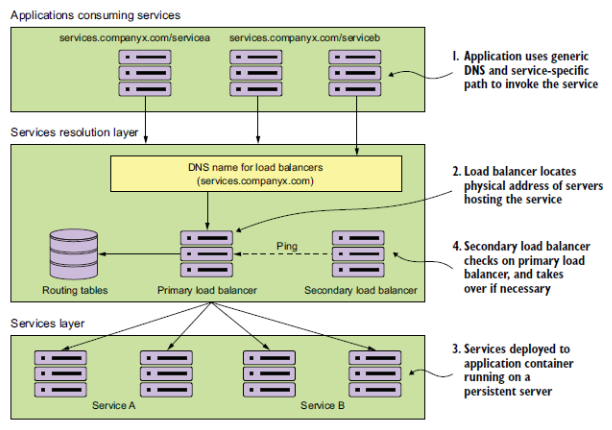 Applications consuming services
services.companyx.com/servicea
services.companyx.com/serviceb
1. Application uses generic
DNS and service-specific
path to invoke the service
Services resolution layer
DNS name for load balancers
(services.companyx.com)
2. Load balancer locates
physical address of servers
hosting the service
Ping
4. Secondary load balancer
checks on primary load
balancer, and takes
over if necessary
Routing tables
Primary load balancer
Secondary load balancer
Services layer
3. Services deployed to
application container
running on a
persistent server
Service A
Service B